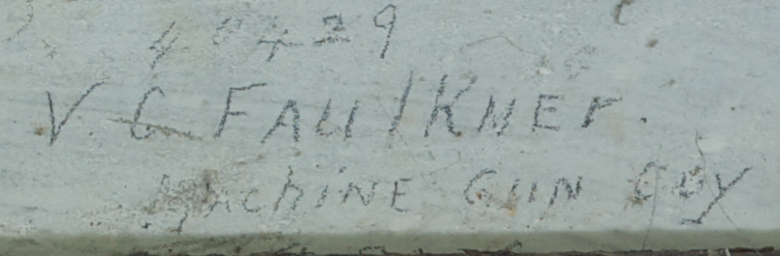 40429
V. C FAUlKNEr.
MachiNE GUN Coy